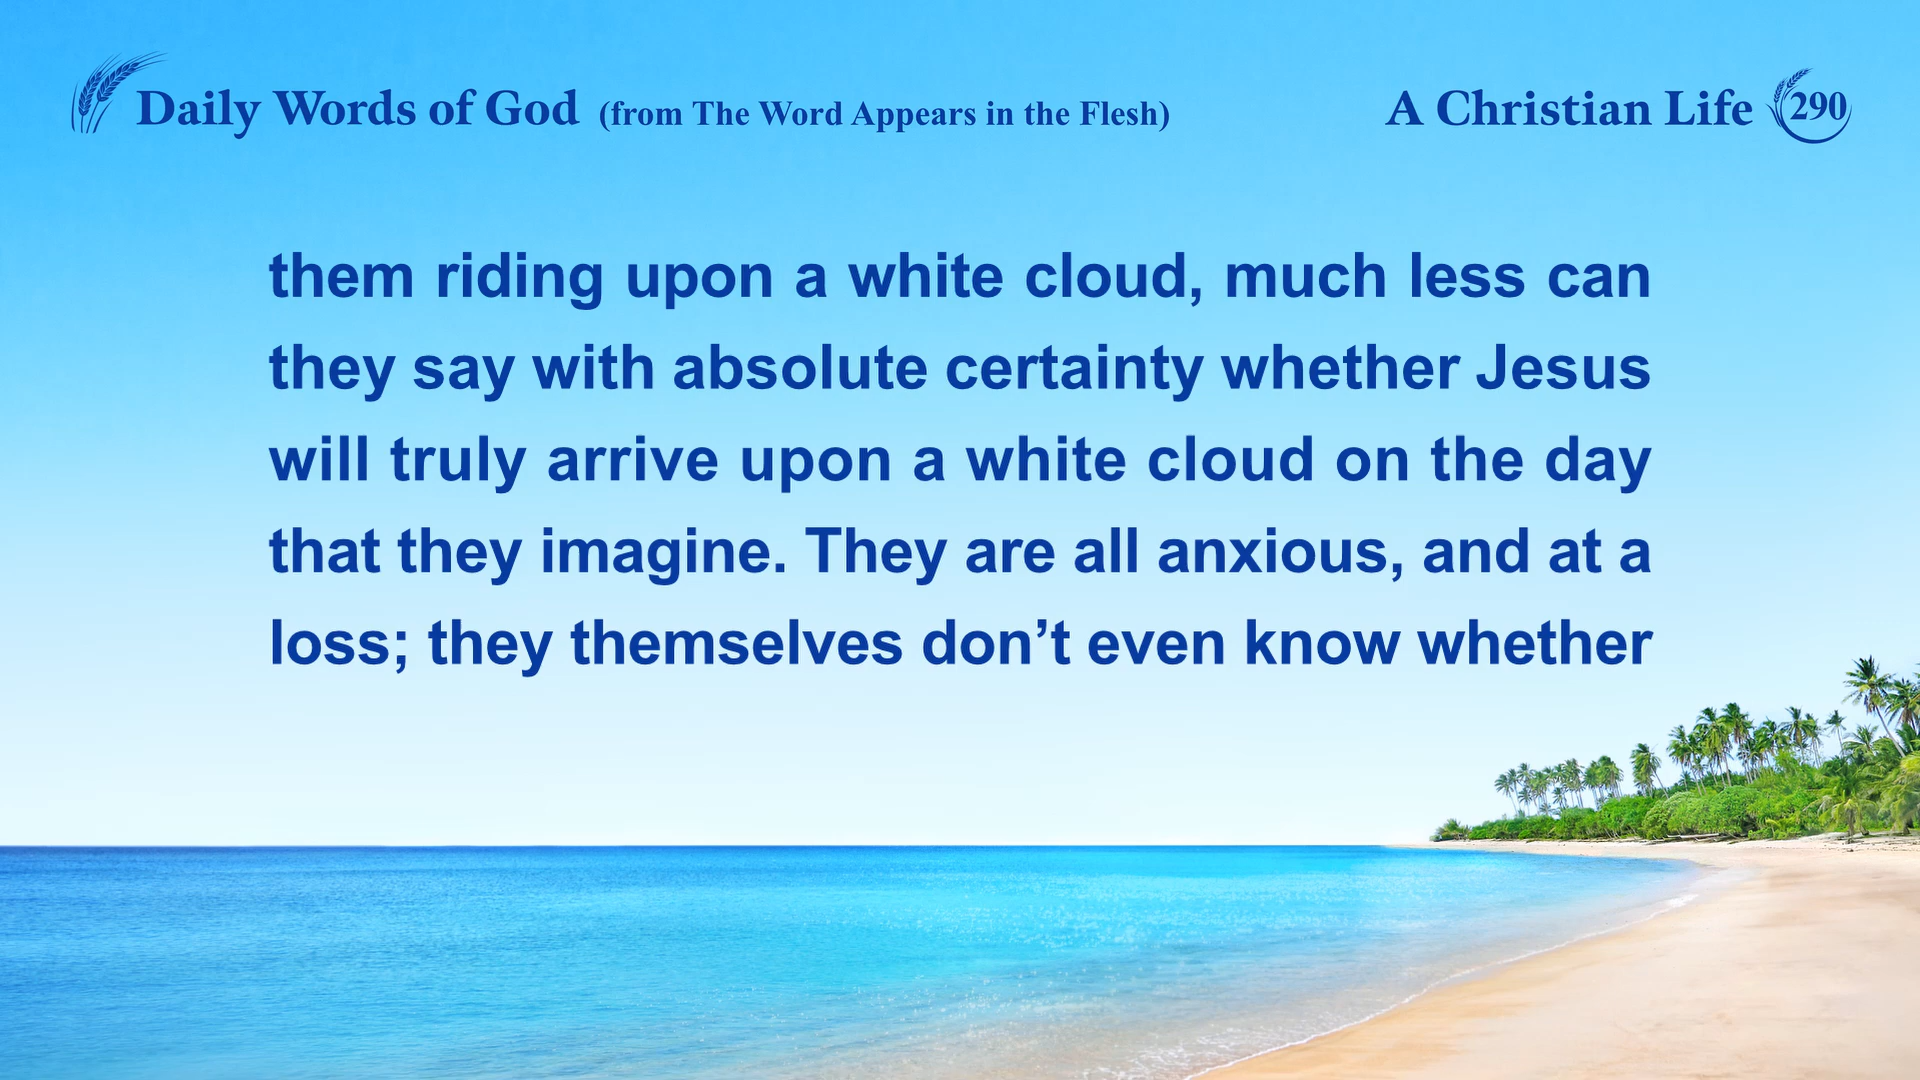 Daily Words of God (from The Word Appears in the Flesh)
A Christian Life 290
them riding upon a white cloud, much less can
they say with absolute certainty whether Jesus
will truly arrive upon a white cloud on the day
that they imagine. They are all anxious, and at a
loss; they themselves don’t even know whether